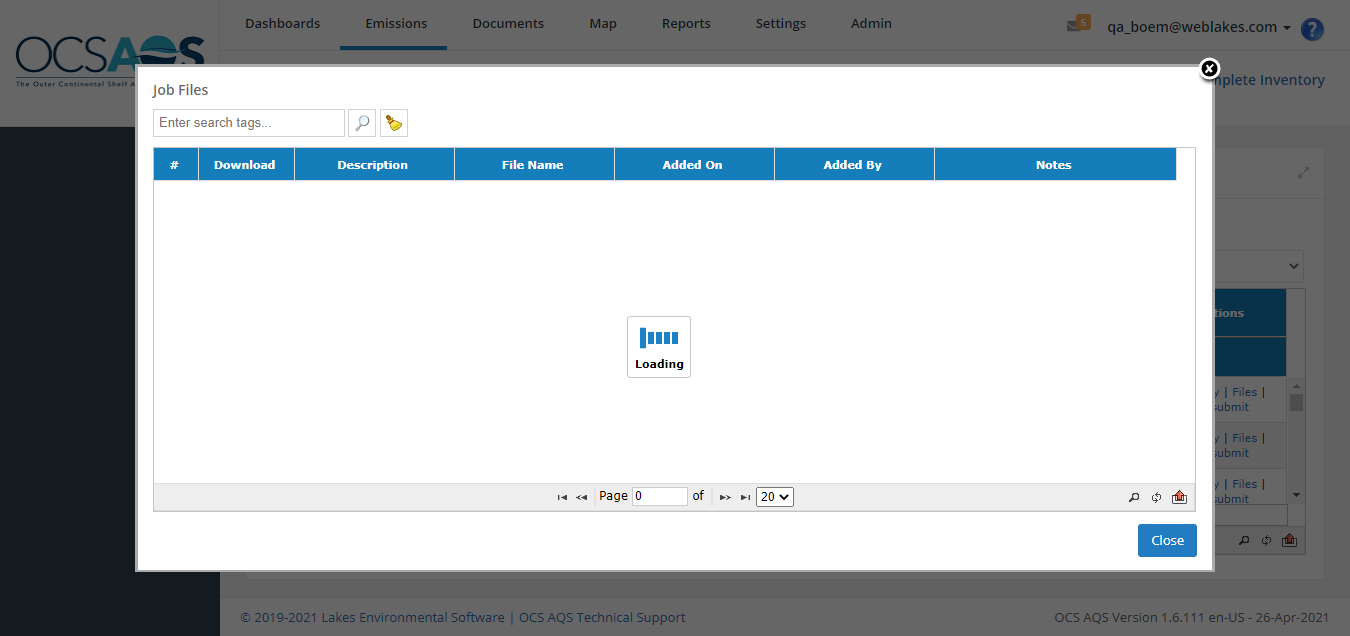 Dashboards Emissions Documents Map Reports Settings Admin 5 qa_boem@weblakes.com ?
OCSAQS
The Outer Continental Shelf A
mplete Inventory
Job Files
Enter search tags...
# Download Description File Name Added On Added By Notes
tions
Loading
y | Files |
submit
y | Files |
submit
y | Files |
submit
Page 0 of 20
Close
© 2019-2021 Lakes Environmental Software | OCS AQS Technical Support OCS AQS Version 1.6.111 en-US - 26-Apr-2021